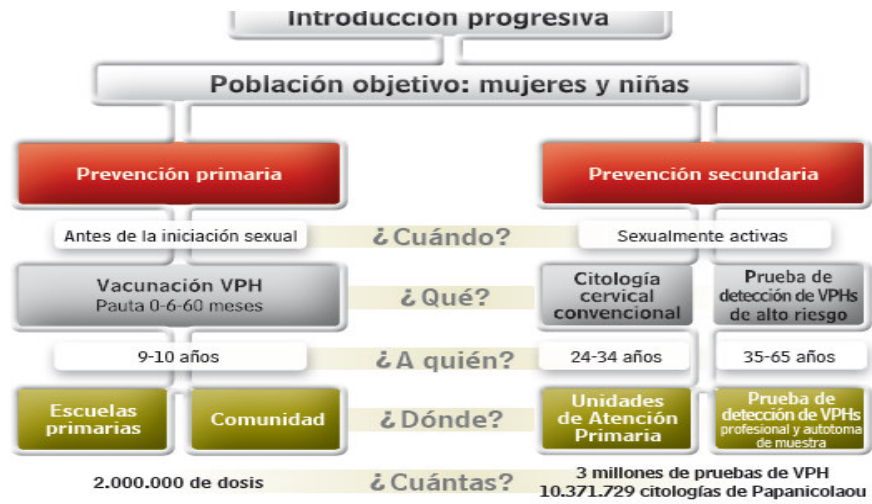 Introducción progresiva
Población objetivo: mujeres y niñas
Prevención primaria
Prevención secundaria
Antes de la iniciación sexual
¿Cuándo?
Sexualmente activas
Vacunación VPH
Pauta 0-6-60 meses
¿Qué?
Citología
cervical
convencional
Prueba de
detección de VPHs
de alto riesgo
9-10 años
¿A quién?
24-34 años
35-65 años
Escuelas
primarias
Comunidad
¿Dónde?
Unidades
de Atención
Primaria
Prueba de
detección de VPHs
profesional y autotoma
de muestra
2.000.000 de dosis
¿Cuántas?
3 millones de pruebas de VPH
10.371.729 citologías de Papanicolaou